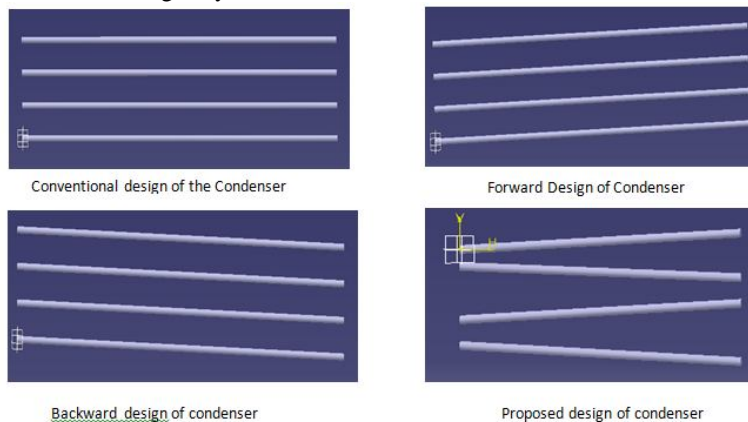 Conventional design of the Condenser
Forward Design of Condenser
Y
H
Backward design of condenser
Proposed design of condenser